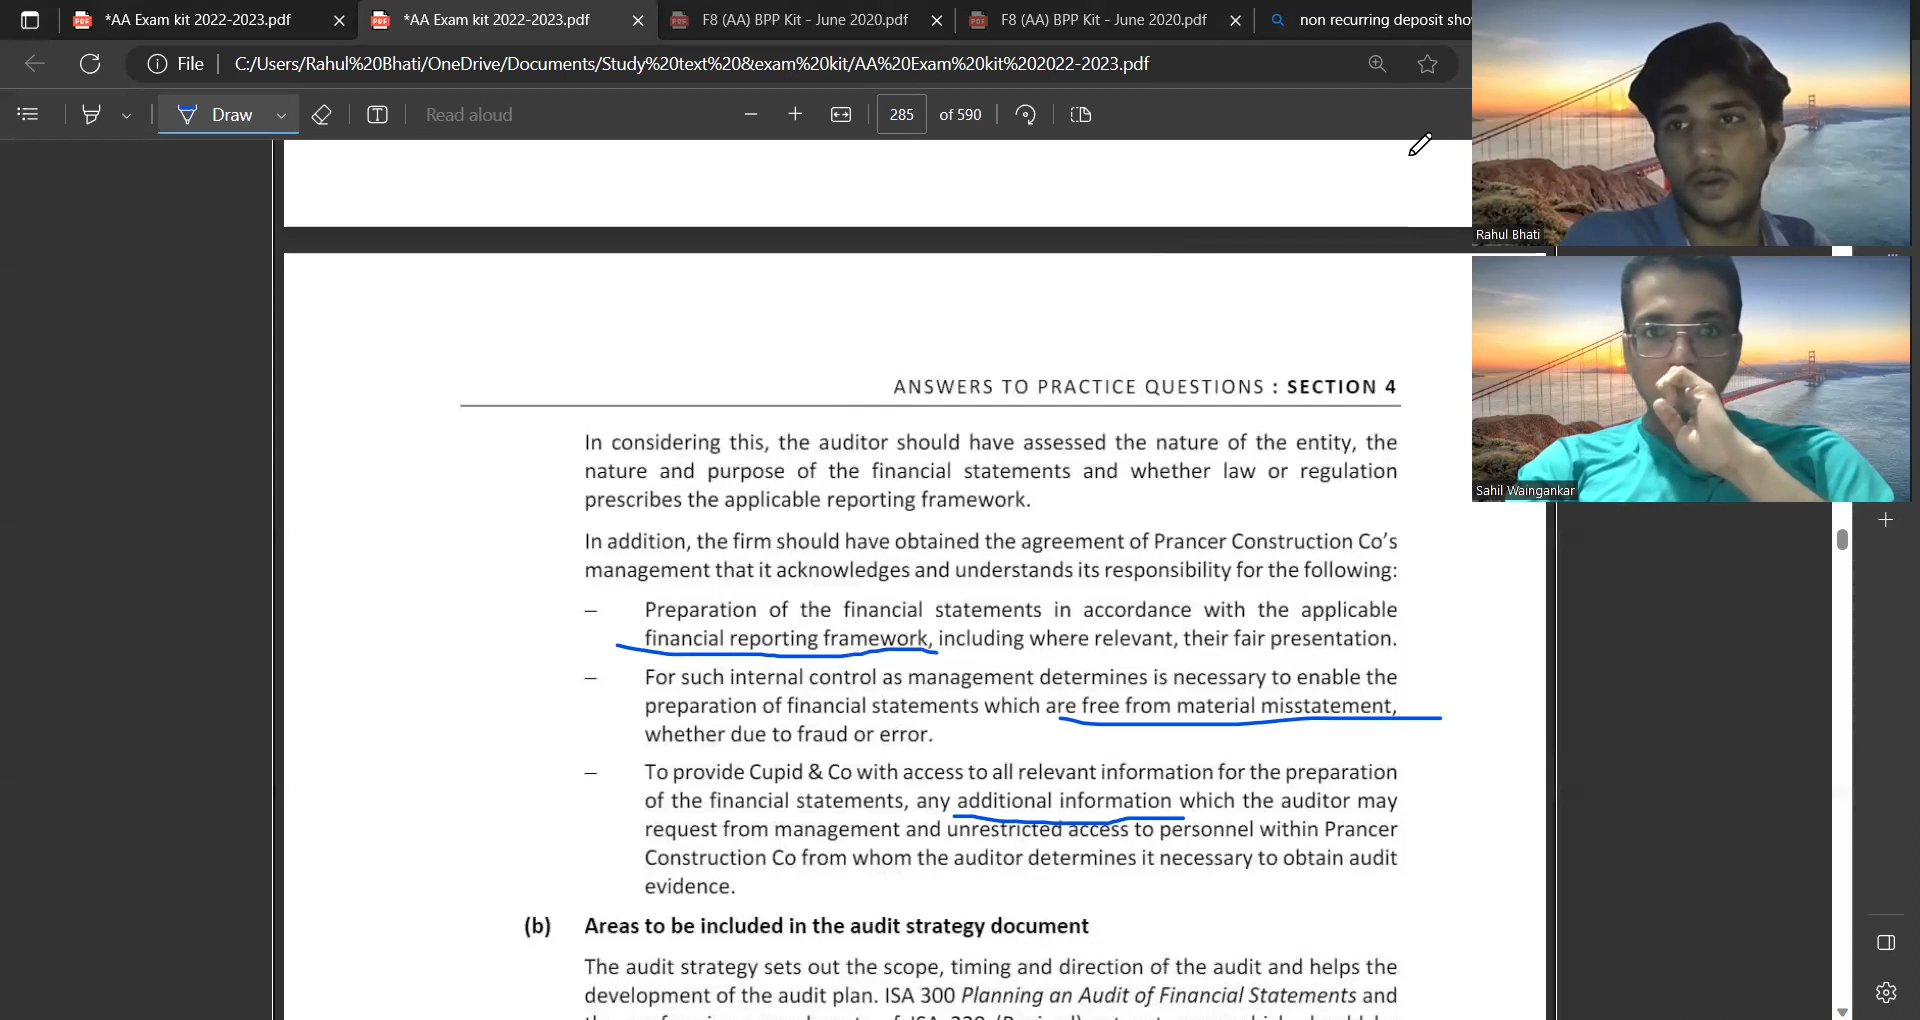 *AA Exam kit 2022-2023.pdf
*AA Exam kit 2022-2023.pdf
F8 (AA) BPP Kit - June 2020.pdf
F8 (AA) BPP Kit - June 2020.pdf
non recurring deposit sho
File
C:/Users/Rahul%20Bhati/OneDrive/Documents/Study%20text%20&exam%20kit/AA%20Exam%20kit%202022-2023.pdf
Draw
Read aloud
285 of 590
Rahul Bhati
Sahil Waingankar
ANSWERS TO PRACTICE QUESTIONS : SECTION 4
In considering this, the auditor should have assessed the nature of the entity, the
nature and purpose of the financial statements and whether law or regulation
prescribes the applicable reporting framework.
In addition, the firm should have obtained the agreement of Prancer Construction Co's
management that it acknowledges and understands its responsibility for the following:
– Preparation of the financial statements in accordance with the applicable
financial reporting framework, including where relevant, their fair presentation.
– For such internal control as management determines is necessary to enable the
preparation of financial statements which are free from material misstatement,
whether due to fraud or error.
– To provide Cupid & Co with access to all relevant information for the preparation
of the financial statements, any additional information which the auditor may
request from management and unrestricted access to personnel within Prancer
Construction Co from whom the auditor determines it necessary to obtain audit
evidence.
(b) Areas to be included in the audit strategy document
The audit strategy sets out the scope, timing and direction of the audit and helps the
development of the audit plan. ISA 300 Planning an Audit of Financial Statements and